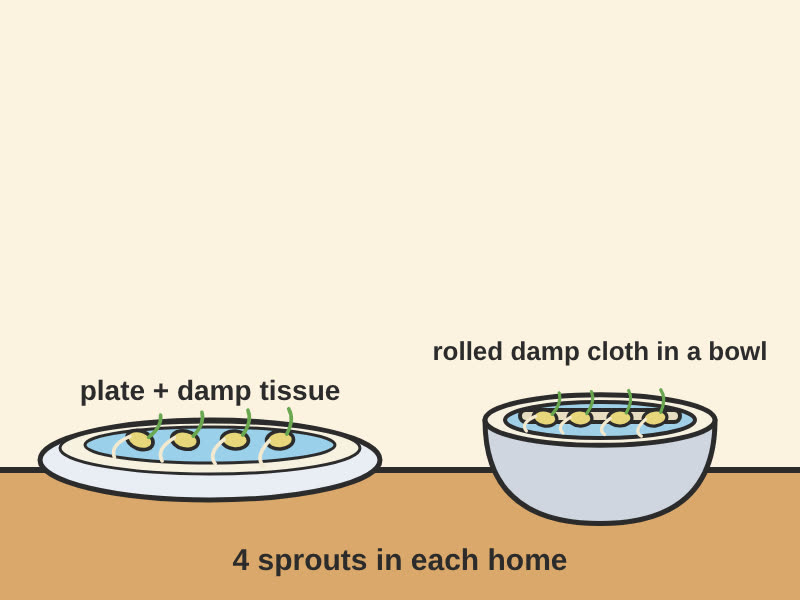 rolled damp cloth in a bowl
plate + damp tissue
4 sprouts in each home